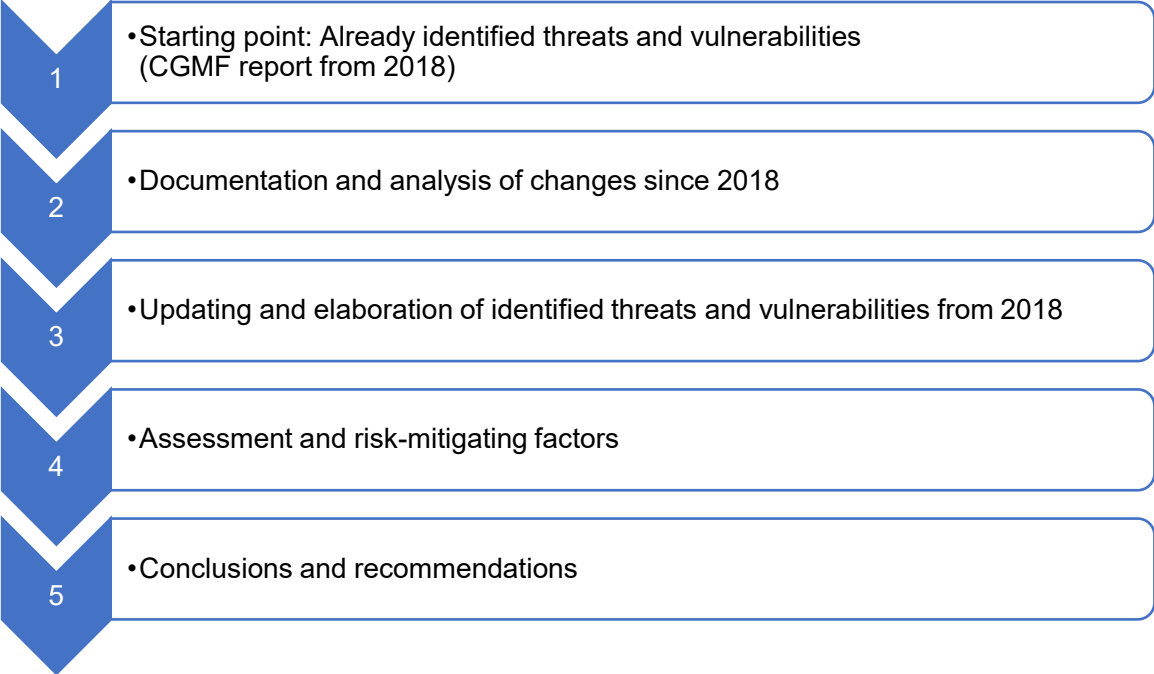 1
•Starting point: Already identified threats and vulnerabilities
(CGMF report from 2018)
2
•Documentation and analysis of changes since 2018
3
•Updating and elaboration of identified threats and vulnerabilities from 2018
4
•Assessment and risk-mitigating factors
5
•Conclusions and recommendations